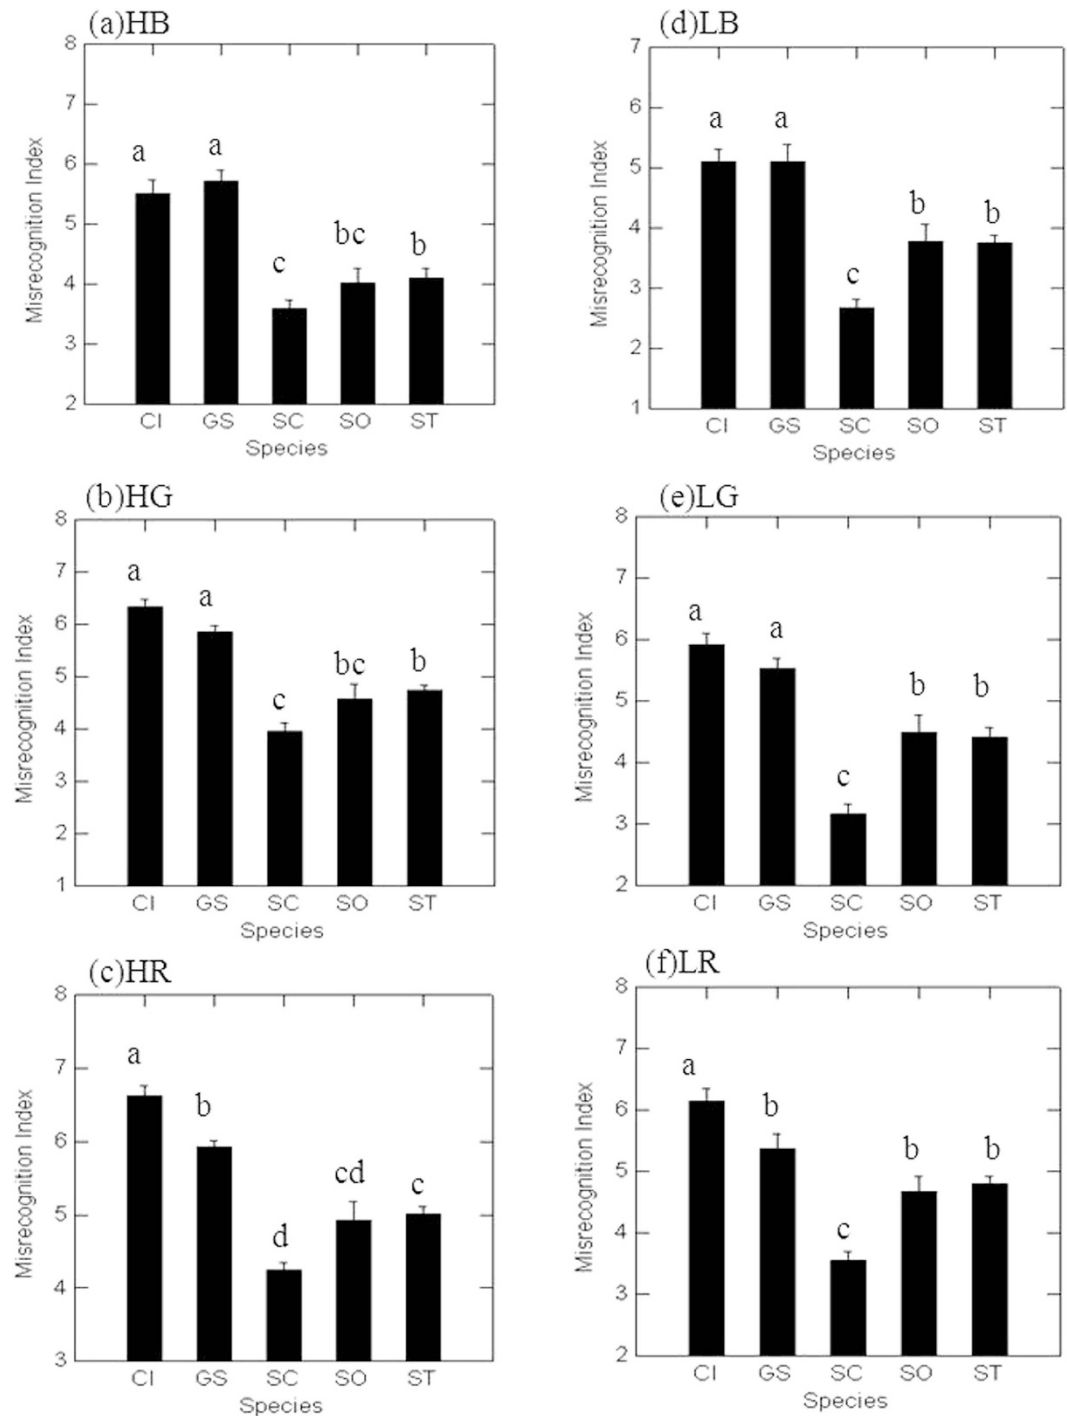 (a)HB
8
7
6
5
4
3
2
Misrecognition Index
a
a
c
bc
b
CI GS SC SO ST
Species
(d)LB
7
6
5
4
3
2
1
Misrecognition Index
a
a
c
b
b
CI GS SC SO ST
Species
(b)HG
8
7
6
5
4
3
2
1
Misrecognition Index
a
a
c
bc
b
CI GS SC SO ST
Species
(e)LG
8
7
6
5
4
3
2
Misrecognition Index
a
a
c
b
b
CI GS SC SO ST
Species
(c)HR
8
7
6
5
4
3
Misrecognition Index
a
b
d
cd
c
CI GS SC SO ST
Species
(f)LR
8
7
6
5
4
3
2
Misrecognition Index
a
b
c
b
b
CI GS SC SO ST
Species